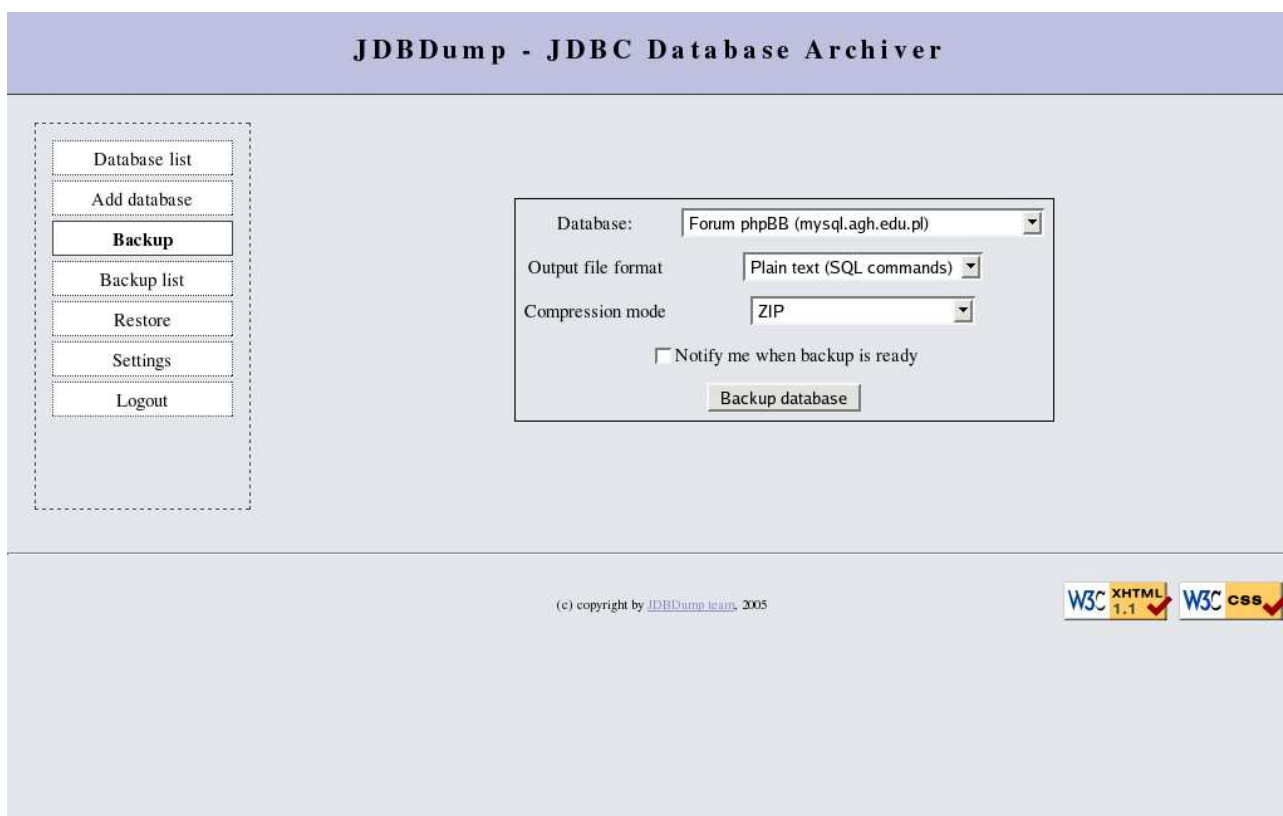 JDBDump - JDBC Database Archiver
Database list
Add database
Backup
Backup list
Restore
Settings
Logout
Database: Forum phpBB (mysql.agh.edu.pl)
Output file format Plain text (SQL commands)
Compression mode ZIP
Notify me when backup is ready
Backup database
(c) copyright by JDBDump team, 2005
W3C XHTML 1.1
W3C css